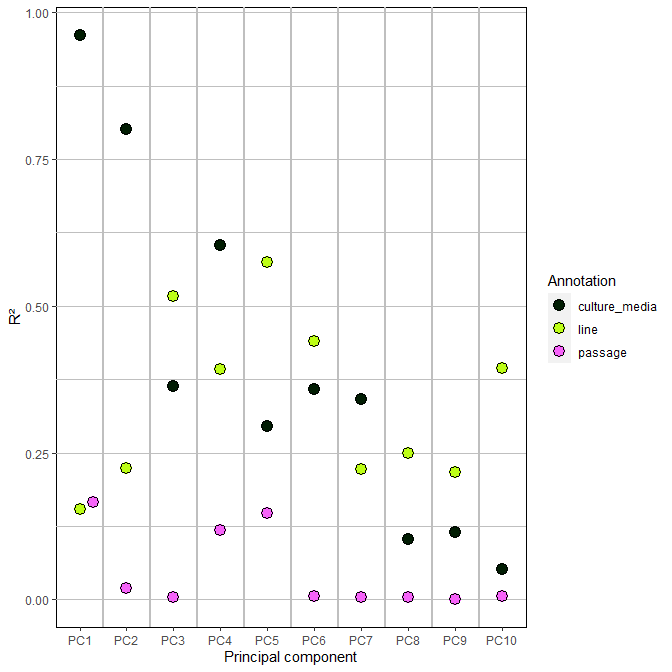 1.00
0.75
0.50
0.25
0.00
R²
PC1 PC2 PC3 PC4 PC5 PC6 PC7 PC8 PC9 PC10
Principal component
Annotation
culture_media
line
passage